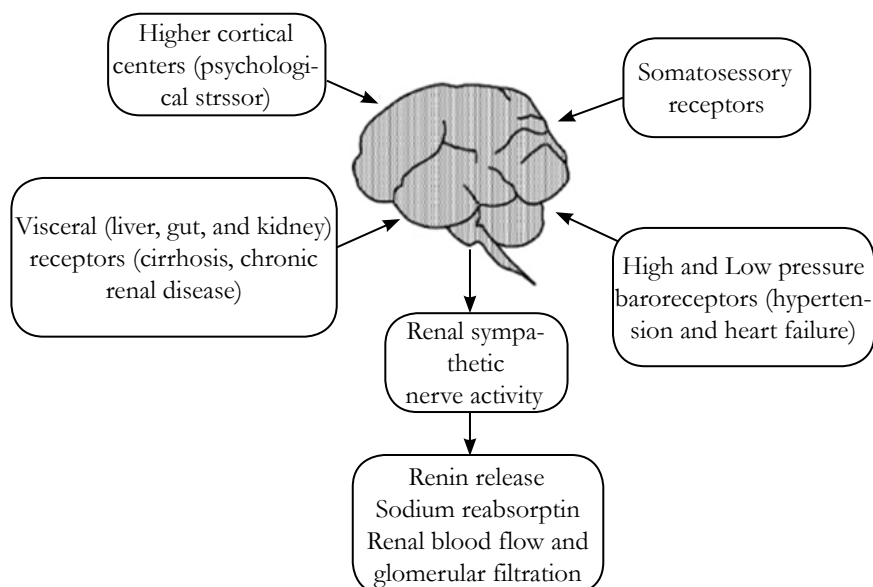 Higher cortical
centers (psychologi-
cal strssor)
Somatosessory
receptors
Visceral (liver, gut, and kidney)
receptors (cirrhosis, chronic
renal disease)
High and Low pressure
baroreceptors (hyperten-
sion and heart failure)
Renal sympa-
thetic
nerve activity
Renin release
Sodium reabsorptin
Renal blood flow and
glomerular filtration